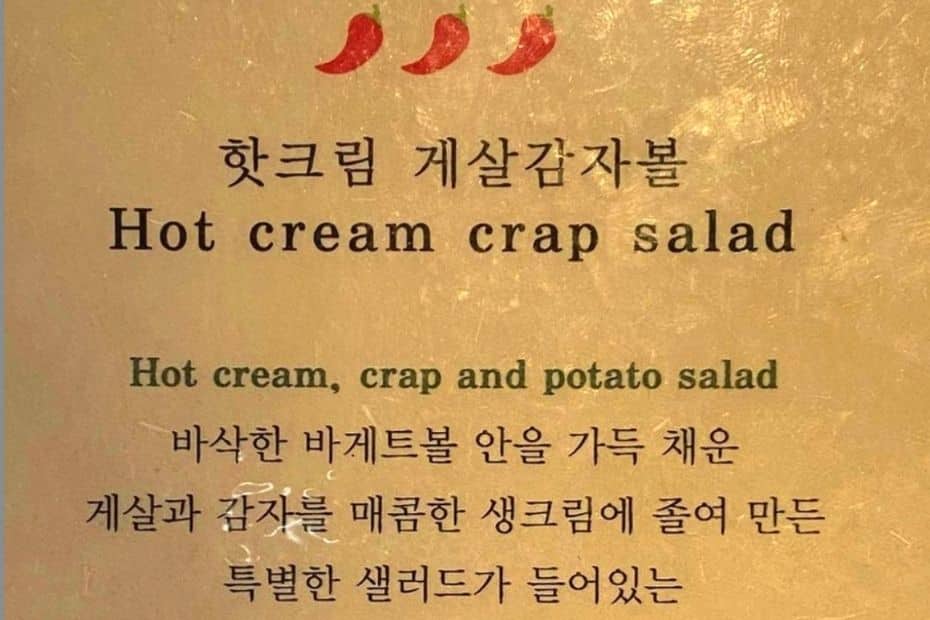 핫크림 게살감자볼
Hot cream crap salad
Hot cream, crap and potato salad
바삭한 바게트볼 안을 가득 채운
게살과 감자를 매콤한 생크림에 졸여 만든
특별한 샐러드가 들어있는